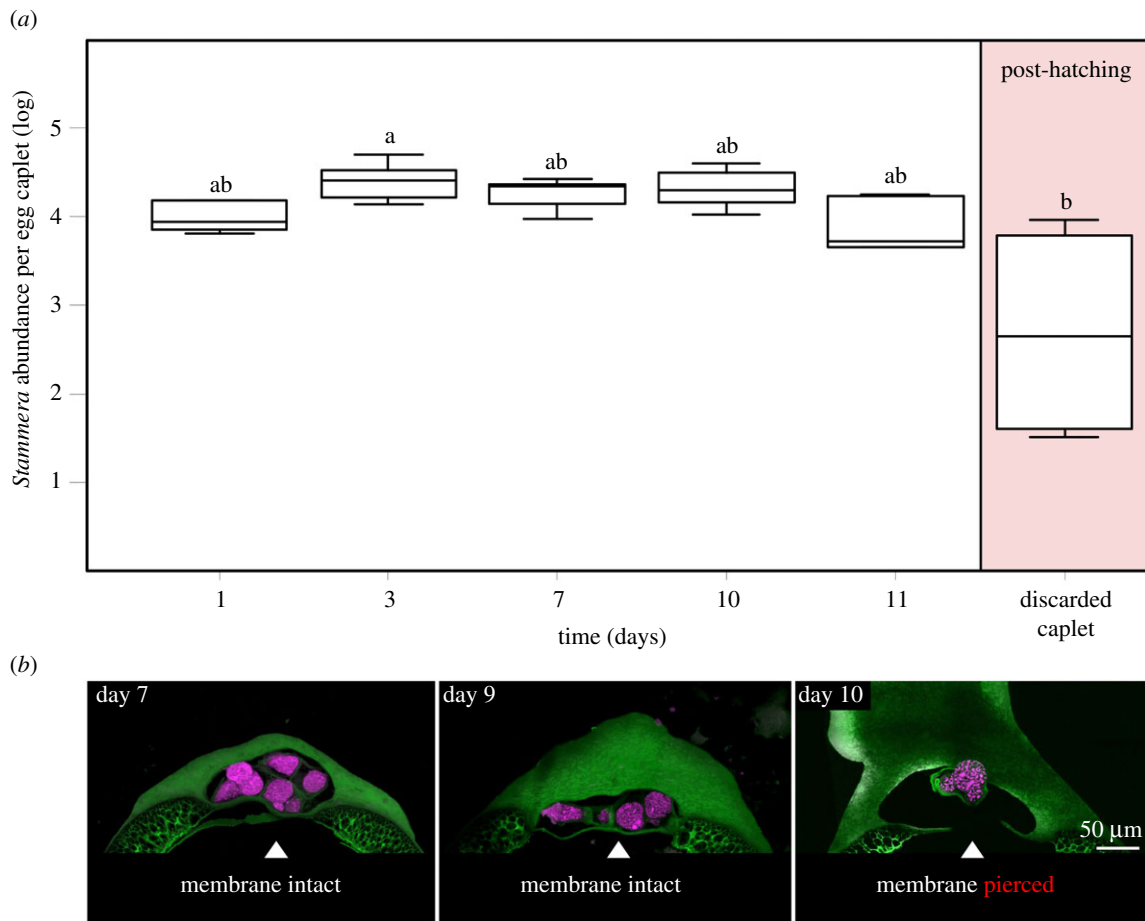 (a)
Stammera abundance per egg caplet (log)
5
4
3
2
1
ab
a
ab
ab
ab
b
post-hatching
1
3
7
10
11
discarded
caplet
time (days)
(b)
day 7
membrane intact
day 9
membrane intact
day 10
50 µm
membrane pierced